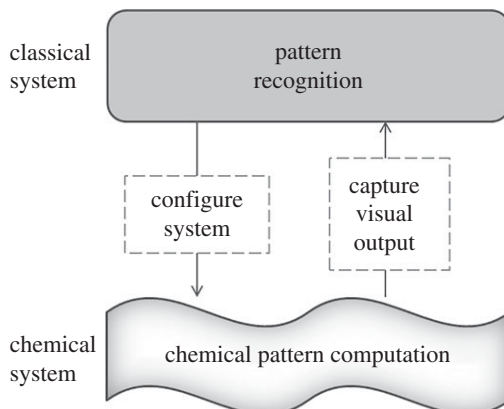 classical
system
pattern
recognition
configure
system
capture
visual
output
chemical
system
chemical pattern computation